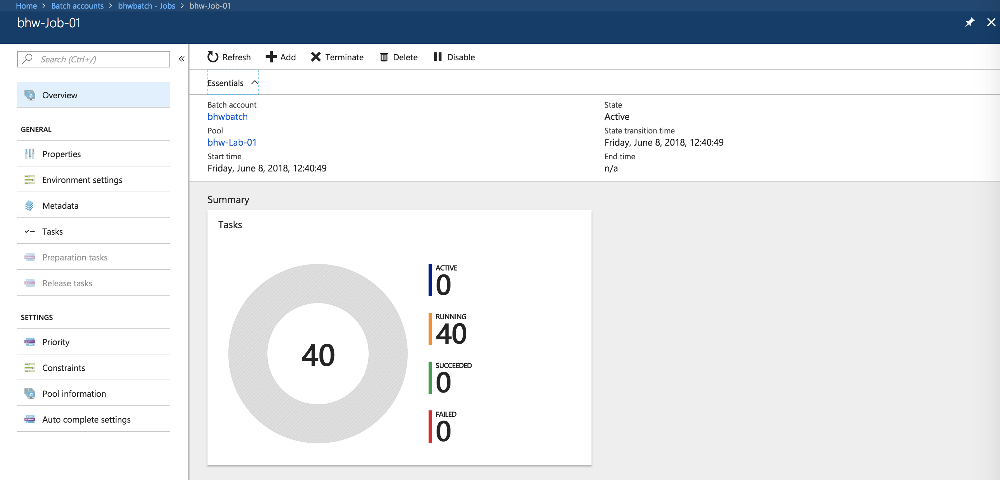 Home > Batch accounts > bhwbatch - Jobs > bhw-Job-01
bhw-Job-01
Search (Ctrl+/)
«
Refresh
Add
Terminate
Delete
Disable
Essentials
Overview
Batch account
bhwbatch
Pool
bhw-Lab-01
Start time
Friday, June 8, 2018, 12:40:49
State
Active
State transition time
Friday, June 8, 2018, 12:40:49
End time
n/a
GENERAL
Properties
Environment settings
Metadata
Tasks
Preparation tasks
Release tasks
SETTINGS
Priority
Constraints
Pool information
Auto complete settings
Summary
Tasks
40
ACTIVE
0
RUNNING
40
SUCCEEDED
0
FAILED
0